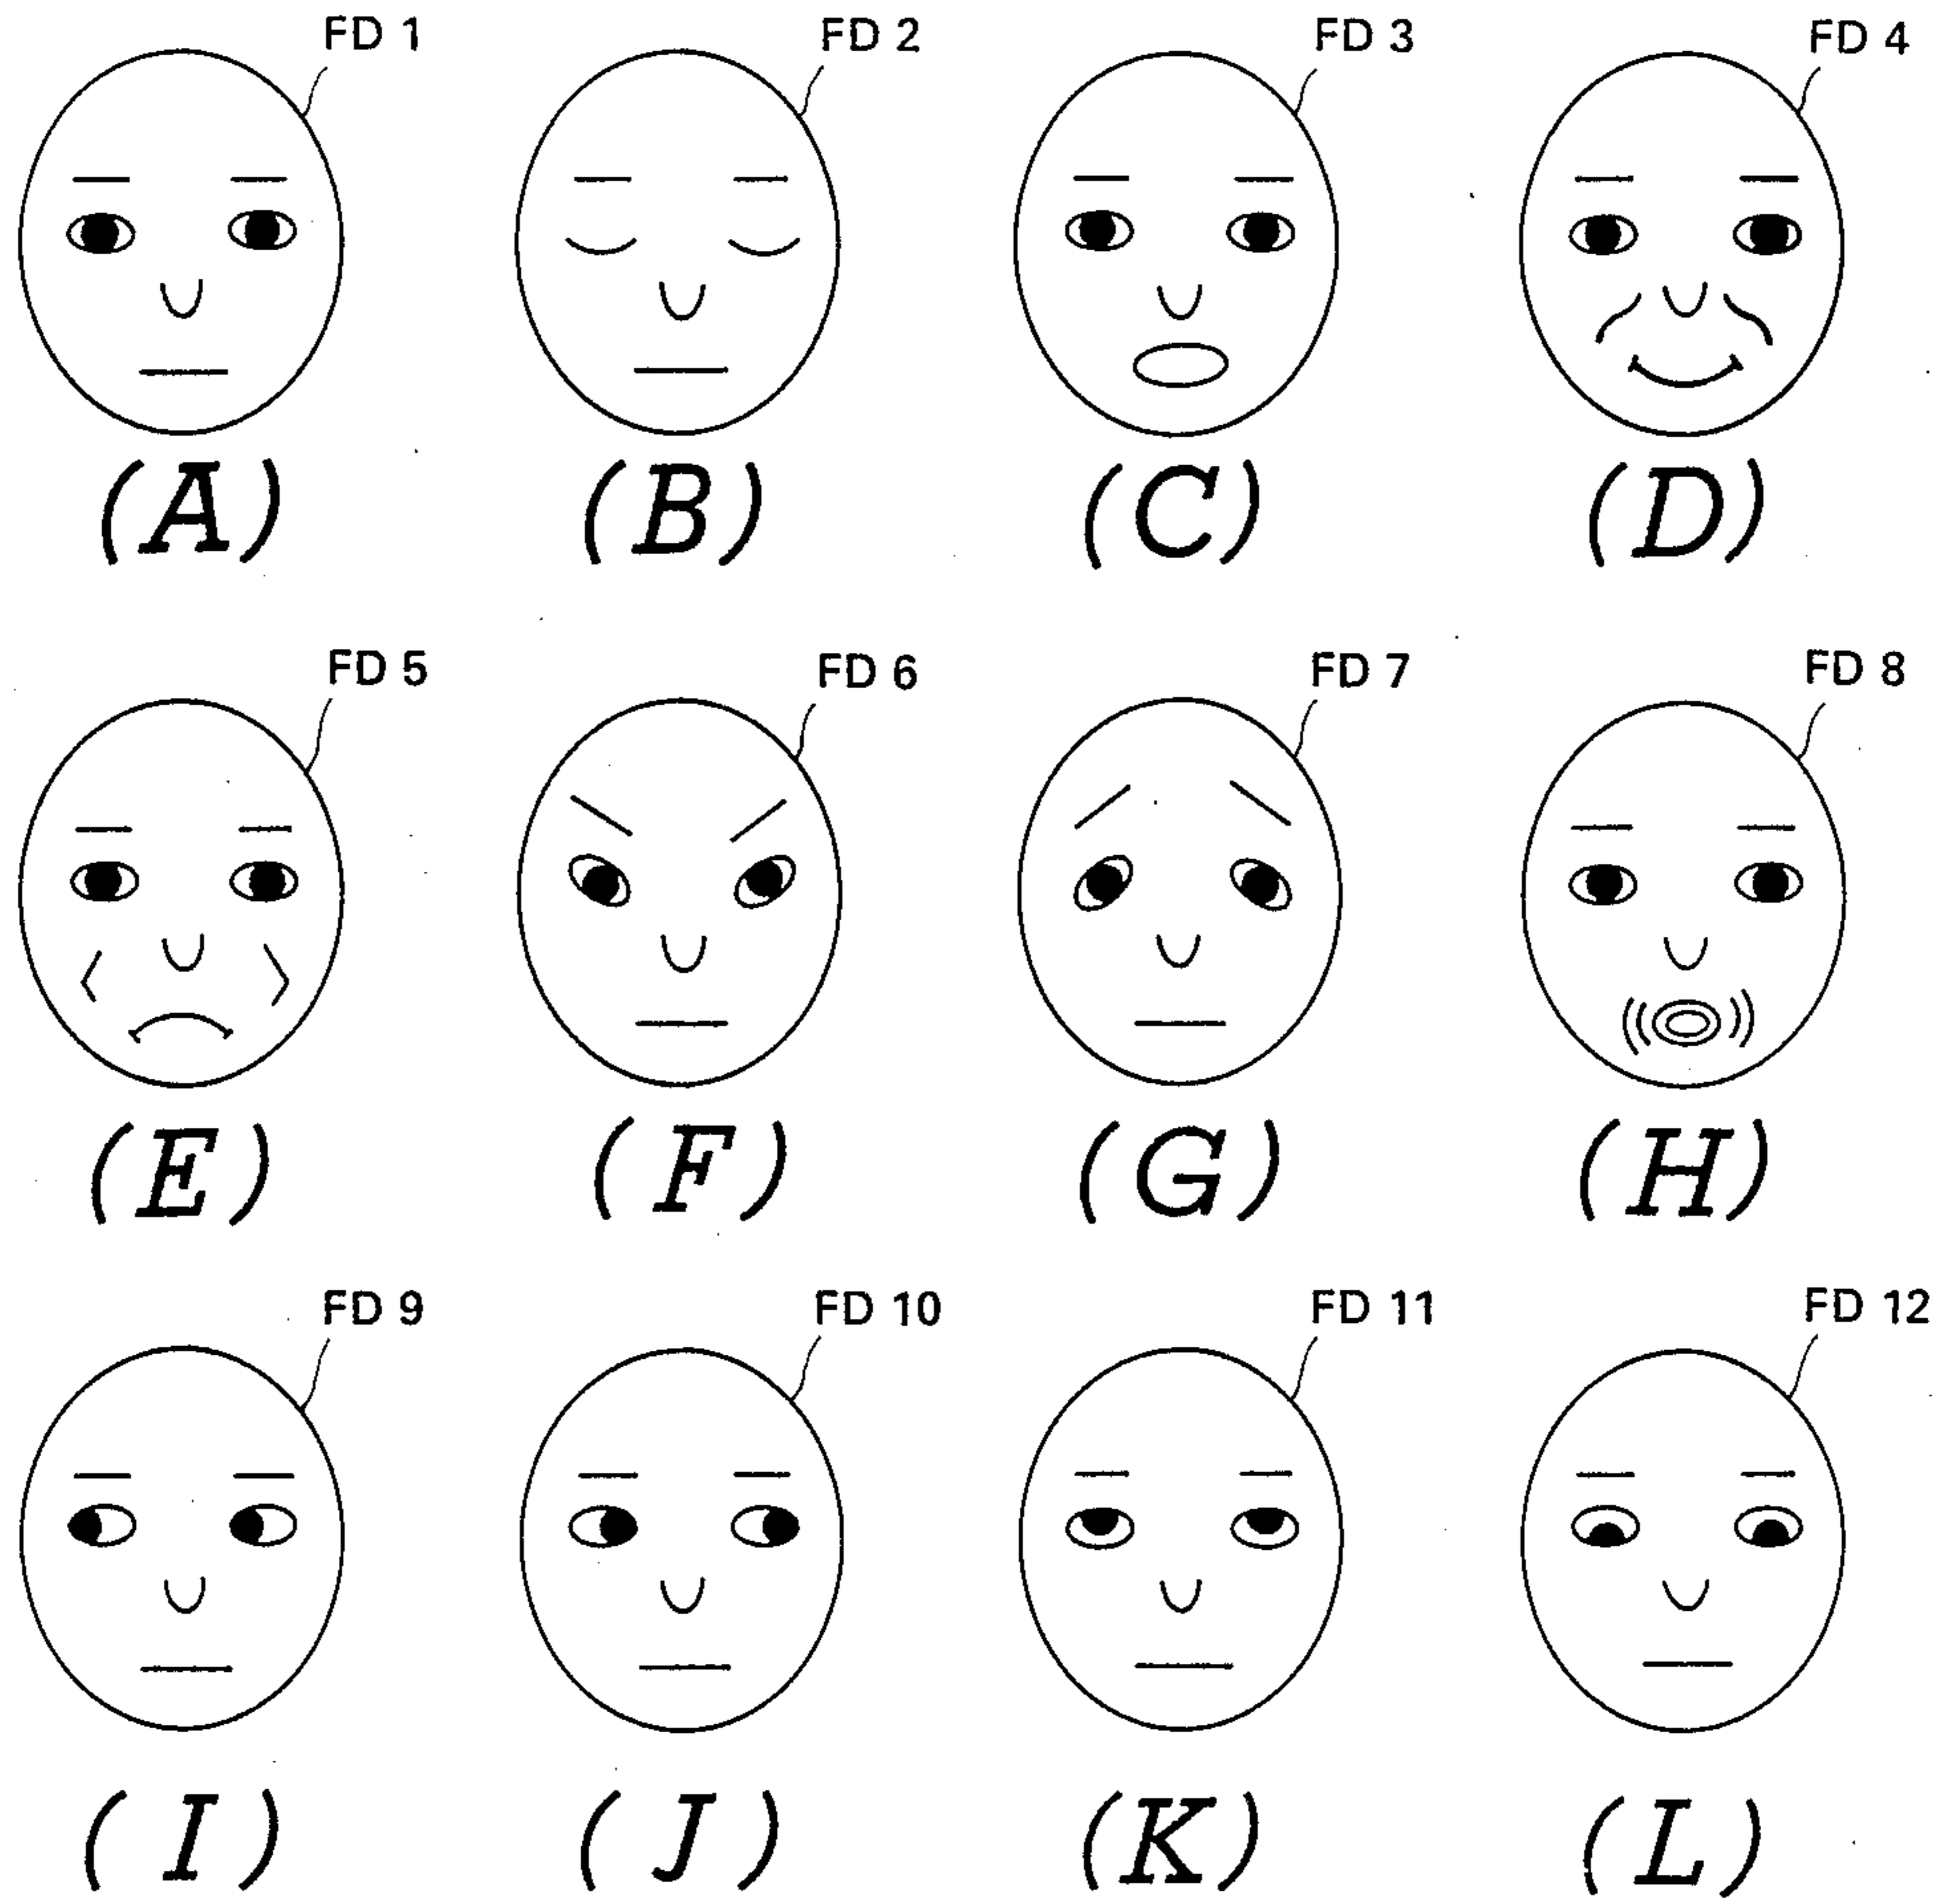 FD 1 FD 2 FD 3 FD 4
(A) (B) (C) (D)
FD 5 FD 6 FD 7 FD 8
(E) (F) (G) (H)
FD 9 FD 10 FD 11 FD 12
(I) (J) (K) (L)